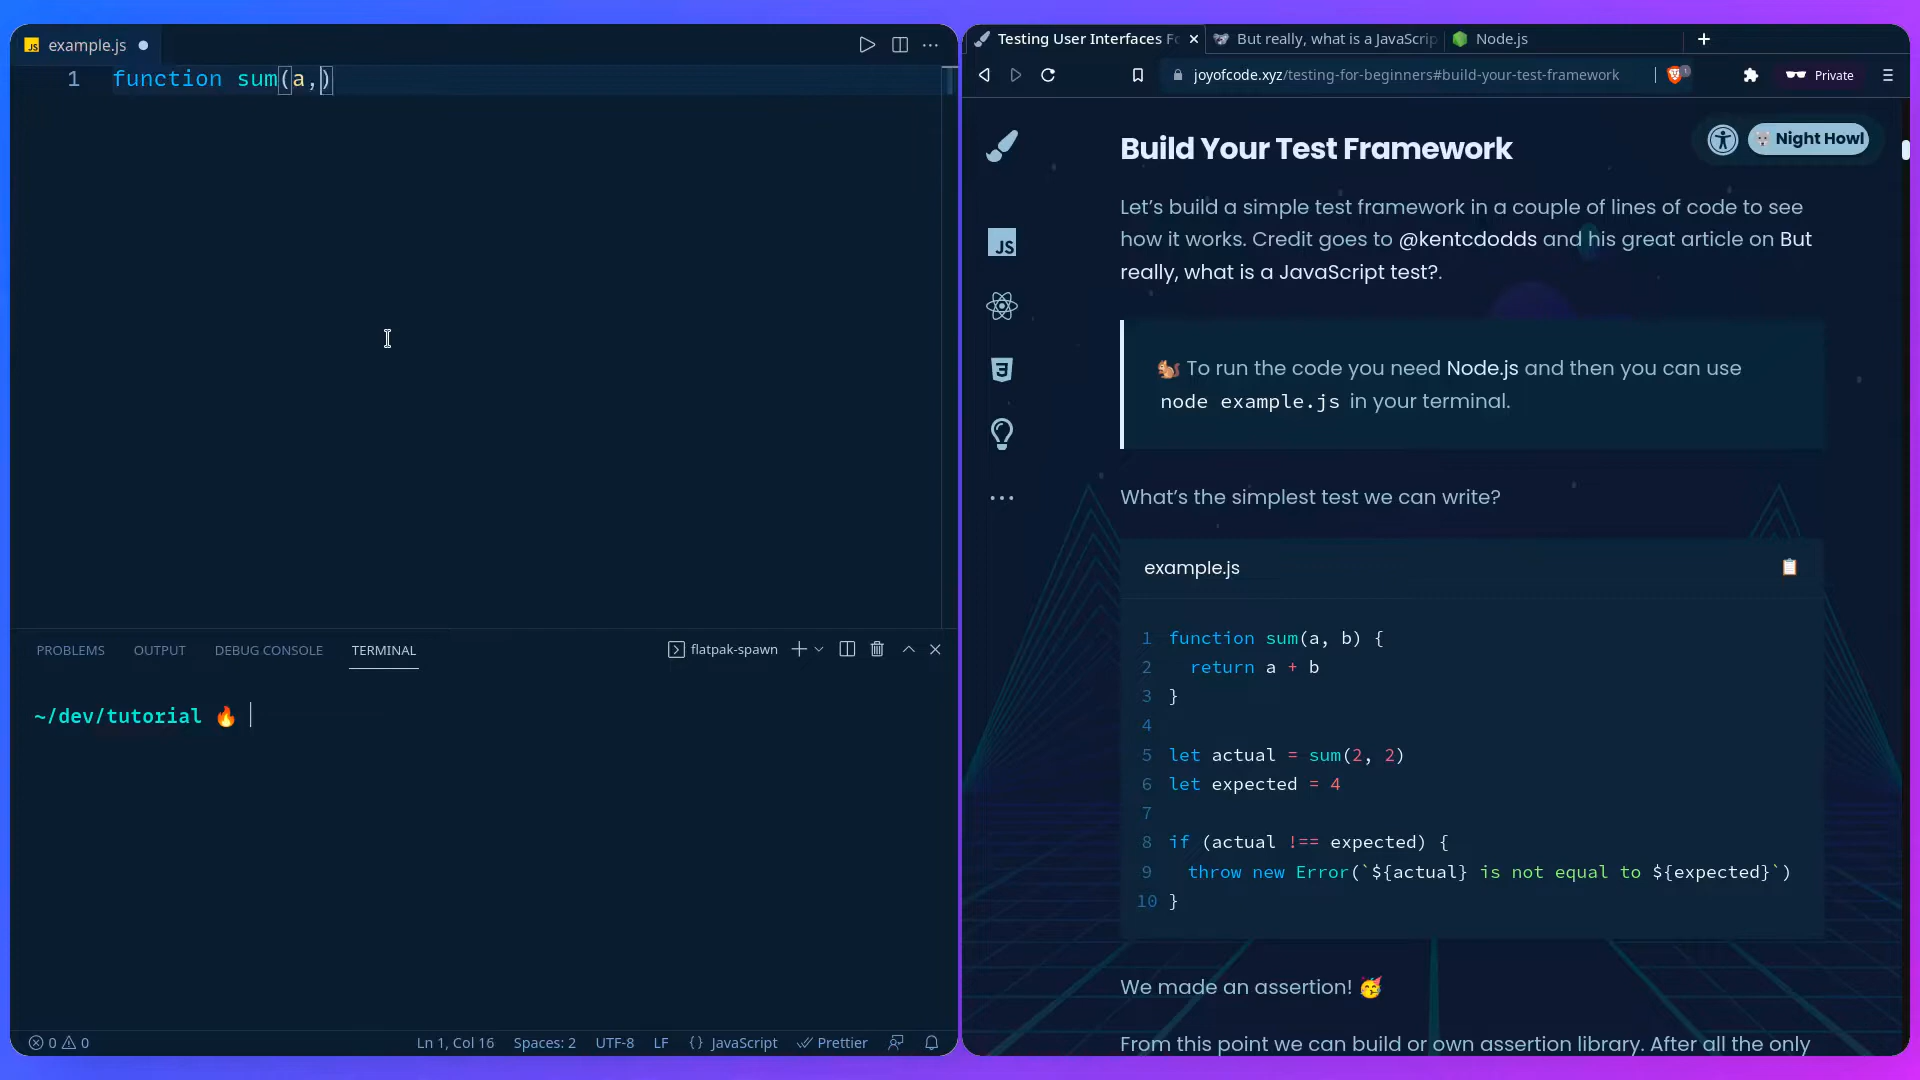 example.js
1 function sum(a,)
PROBLEMS OUTPUT DEBUG CONSOLE TERMINAL flatpak-spawn
~/dev/tutorial 🔥
0 0 Ln 1, Col 16 Spaces: 2 UTF-8 LF {} JavaScript Prettier
Testing User Interfaces Fo But really, what is a JavaScrip Node.js
joyofcode.xyz/testing-for-beginners#build-your-test-framework 1 Private
Build Your Test Framework
Night Howl
Let’s build a simple test framework in a couple of lines of code to see
how it works. Credit goes to @kentcdodds and his great article on But
really, what is a JavaScript test?.
🐿️ To run the code you need Node.js and then you can use
node example.js in your terminal.
What’s the simplest test we can write?
example.js
1 function sum(a, b) {
2 return a + b
3 }
4
5 let actual = sum(2, 2)
6 let expected = 4
7
8 if (actual !== expected) {
9 throw new Error(`${actual} is not equal to ${expected}`)
10 }
We made an assertion! 🥳
From this point we can build or own assertion library. After all the only